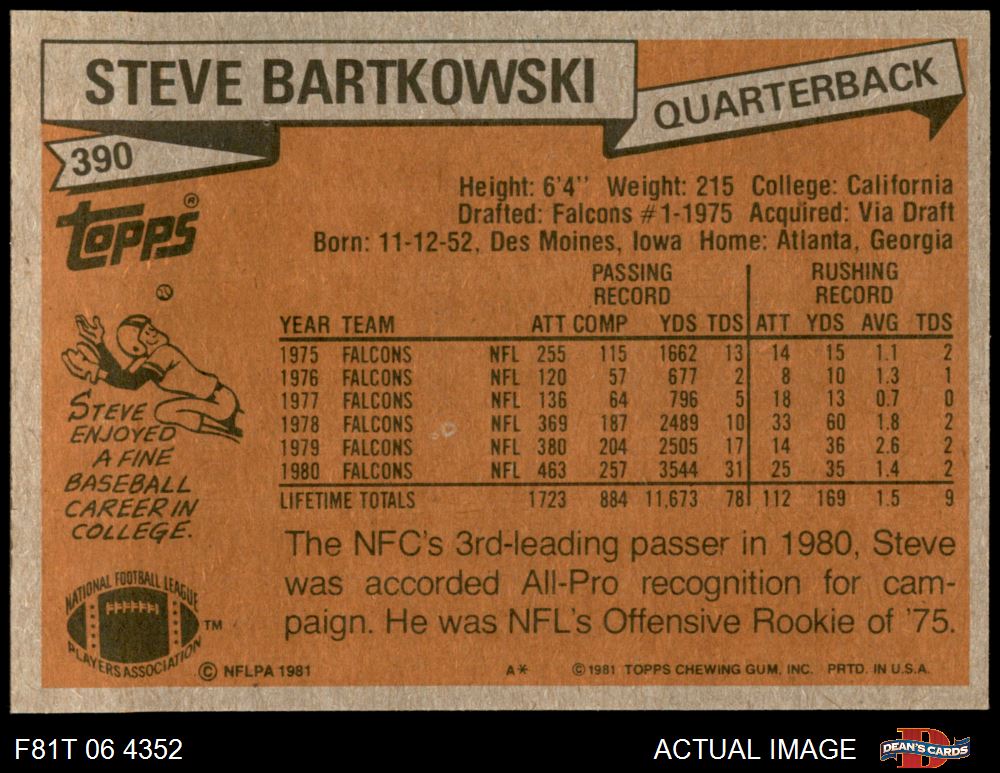 STEVE BARTKOWSKI
QUARTERBACK
390
TOPPS®
Height: 6'4'' Weight: 215 College: California
Drafted: Falcons #1-1975 Acquired: Via Draft
Born: 11-12-52, Des Moines, Iowa Home: Atlanta, Georgia
PASSING RECORD RUSHING RECORD
YEAR TEAM ATT COMP YDS TDS ATT YDS AVG TDS
1975 FALCONS NFL 255 115 1662 13 14 15 1.1 2
1976 FALCONS NFL 120 57 677 2 8 10 1.3 1
1977 FALCONS NFL 136 64 796 5 18 13 0.7 0
1978 FALCONS NFL 369 187 2489 10 33 60 1.8 2
1979 FALCONS NFL 380 204 2505 17 14 36 2.6 2
1980 FALCONS NFL 463 257 3544 31 25 35 1.4 2
LIFETIME TOTALS 1723 884 11,673 78 112 169 1.5 9
STEVE
ENJOYED
A FINE
BASEBALL
CAREER IN
COLLEGE.
The NFC's 3rd-leading passer in 1980, Steve
was accorded All-Pro recognition for cam-
paign. He was NFL's Offensive Rookie of '75.
NATIONAL FOOTBALL LEAGUE
PLAYERS ASSOCIATION
TM
© NFLPA 1981 A* © 1981 TOPPS CHEWING GUM, INC. PRTD. IN U.S.A.
F81T 06 4352 ACTUAL IMAGE DEAN'S CARDS